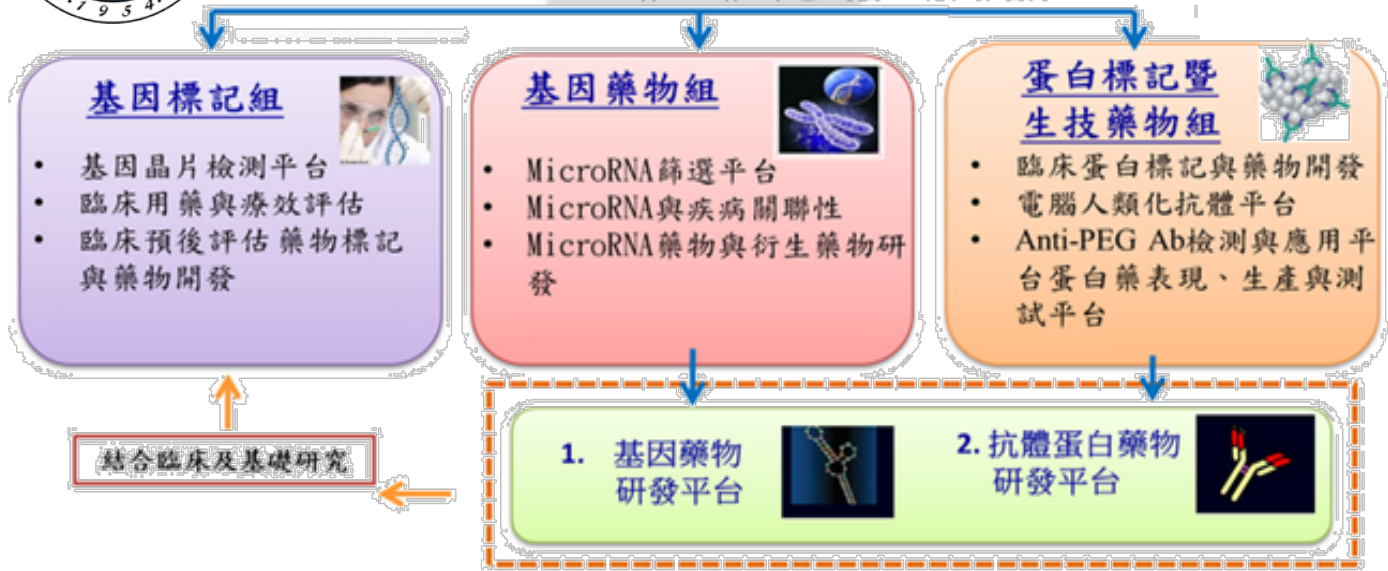 1954
基因標記組
• 基因晶片檢測平台
• 臨床用藥與療效評估
• 臨床預後評估 藥物標記
與藥物開發
基因藥物組
• MicroRNA篩選平台
• MicroRNA與疾病關聯性
• MicroRNA藥物與衍生藥物研
發
蛋白標記暨
生技藥物組
• 臨床蛋白標記與藥物開發
• 電腦人類化抗體平台
• Anti-PEG Ab檢測與應用平
台蛋白藥表現、生產與測
試平台
結合臨床及基礎研究
1. 基因藥物
研發平台
2. 抗體蛋白藥物
研發平台